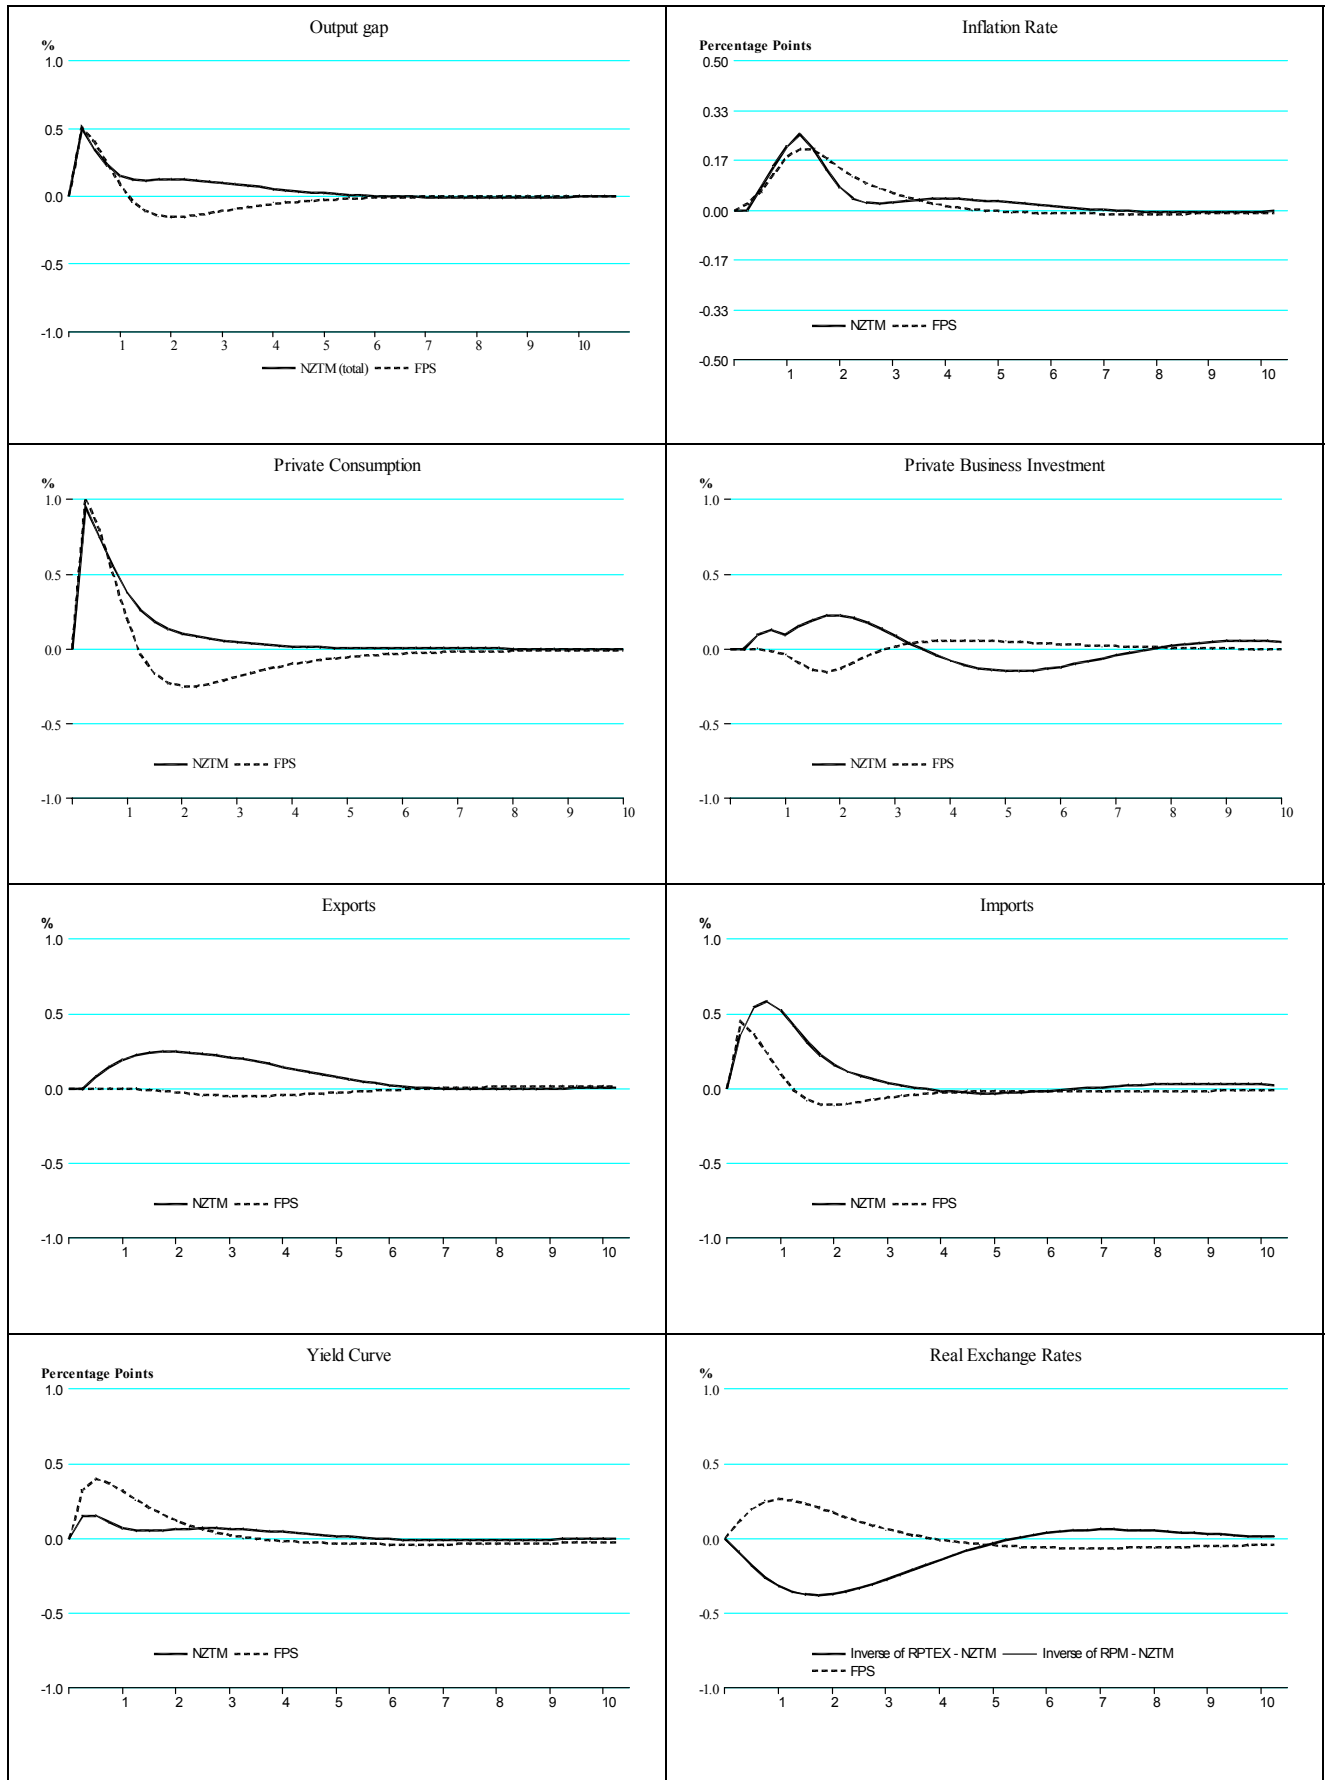 Output gap
%
1.0
0.5
0.0
-0.5
-1.0
1 2 3 4 5 6 7 8 9 10
NZTM (total) FPS
Inflation Rate
Percentage Points
0.50
0.33
0.17
0.00
-0.17
-0.33
-0.50
NZTM FPS
1 2 3 4 5 6 7 8 9 10
Private Consumption
%
1.0
0.5
0.0
-0.5
-1.0
NZTM FPS
1 2 3 4 5 6 7 8 9 10
Private Business Investment
%
1.0
0.5
0.0
-0.5
-1.0
NZTM FPS
1 2 3 4 5 6 7 8 9 10
Exports
%
1.0
0.5
0.0
-0.5
-1.0
NZTM FPS
1 2 3 4 5 6 7 8 9 10
Imports
%
1.0
0.5
0.0
-0.5
-1.0
NZTM FPS
1 2 3 4 5 6 7 8 9 10
Yield Curve
Percentage Points
1.0
0.5
0.0
-0.5
-1.0
NZTM FPS
1 2 3 4 5 6 7 8 9 10
Real Exchange Rates
%
1.0
0.5
0.0
-0.5
-1.0
Inverse of RPTEX - NZTM Inverse of RPM - NZTM
FPS
1 2 3 4 5 6 7 8 9 10